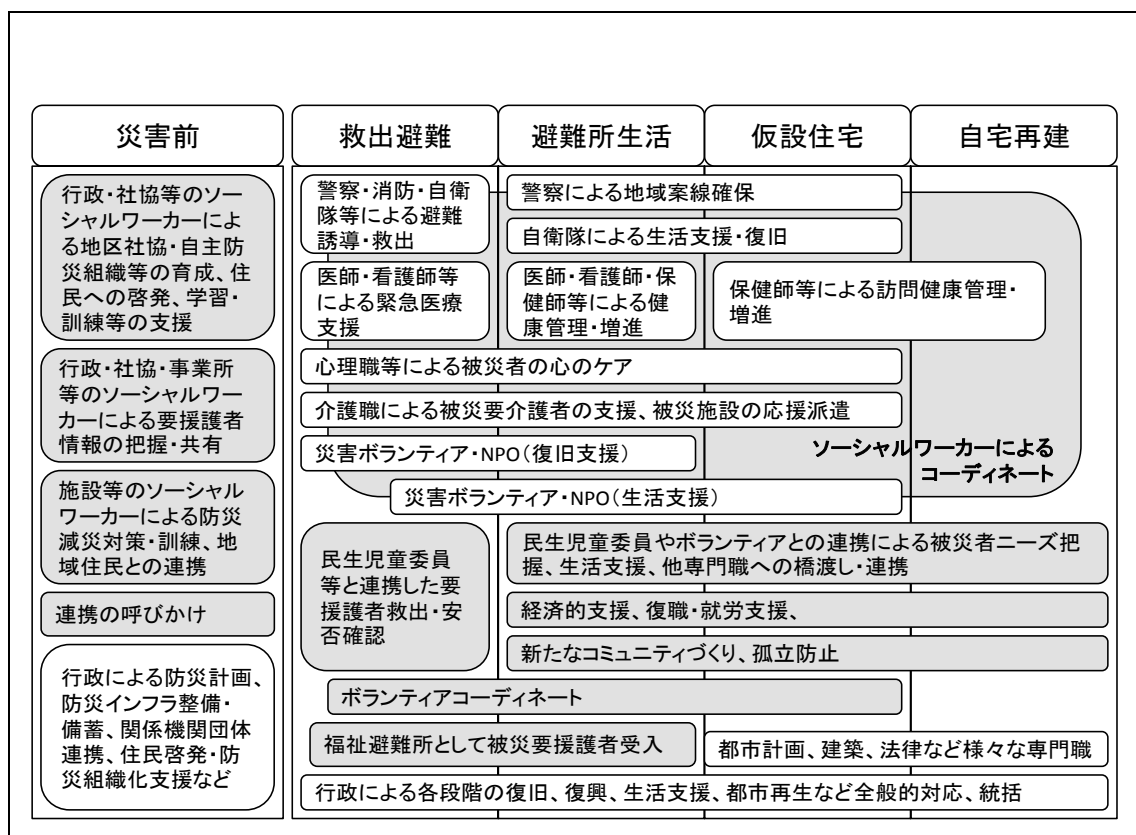 災害前
救出避難
避難所生活
仮設住宅
自宅再建
行政・社協等のソー
シャルワーカーによ
る地区社協・自主防
災組織等の育成、住
民への啓発、学習・
訓練等の支援
行政・社協・事業所
等のソーシャルワー
カーによる要援護者
情報の把握・共有
施設等のソーシャル
ワーカーによる防災
減災対策・訓練、地
域住民との連携
連携の呼びかけ
行政による防災計画、
防災インフラ整備・
備蓄、関係機関団体
連携、住民啓発・防
災組織化支援など
警察・消防・自衛
隊等による避難
誘導・救出
警察による地域案線確保
自衛隊による生活支援・復旧
医師・看護師等
による緊急医療
支援
医師・看護師・保
健師等による健
康管理・増進
保健師等による訪問健康管理・
増進
心理職等による被災者の心のケア
介護職による被災要介護者の支援、被災施設の応援派遣
災害ボランティア・NPO(復旧支援)
ソーシャルワーカーによる
コーディネート
災害ボランティア・NPO(生活支援)
民生児童委員
等と連携した要
援護者救出・安
否確認
民生児童委員やボランティアとの連携による被災者ニーズ把
握、生活支援、他専門職への橋渡し・連携
経済的支援、復職・就労支援、
新たなコミュニティづくり、孤立防止
ボランティアコーディネート
福祉避難所として被災要援護者受入
都市計画、建築、法律など様々な専門職
行政による各段階の復旧、復興、生活支援、都市再生など全般的対応、統括